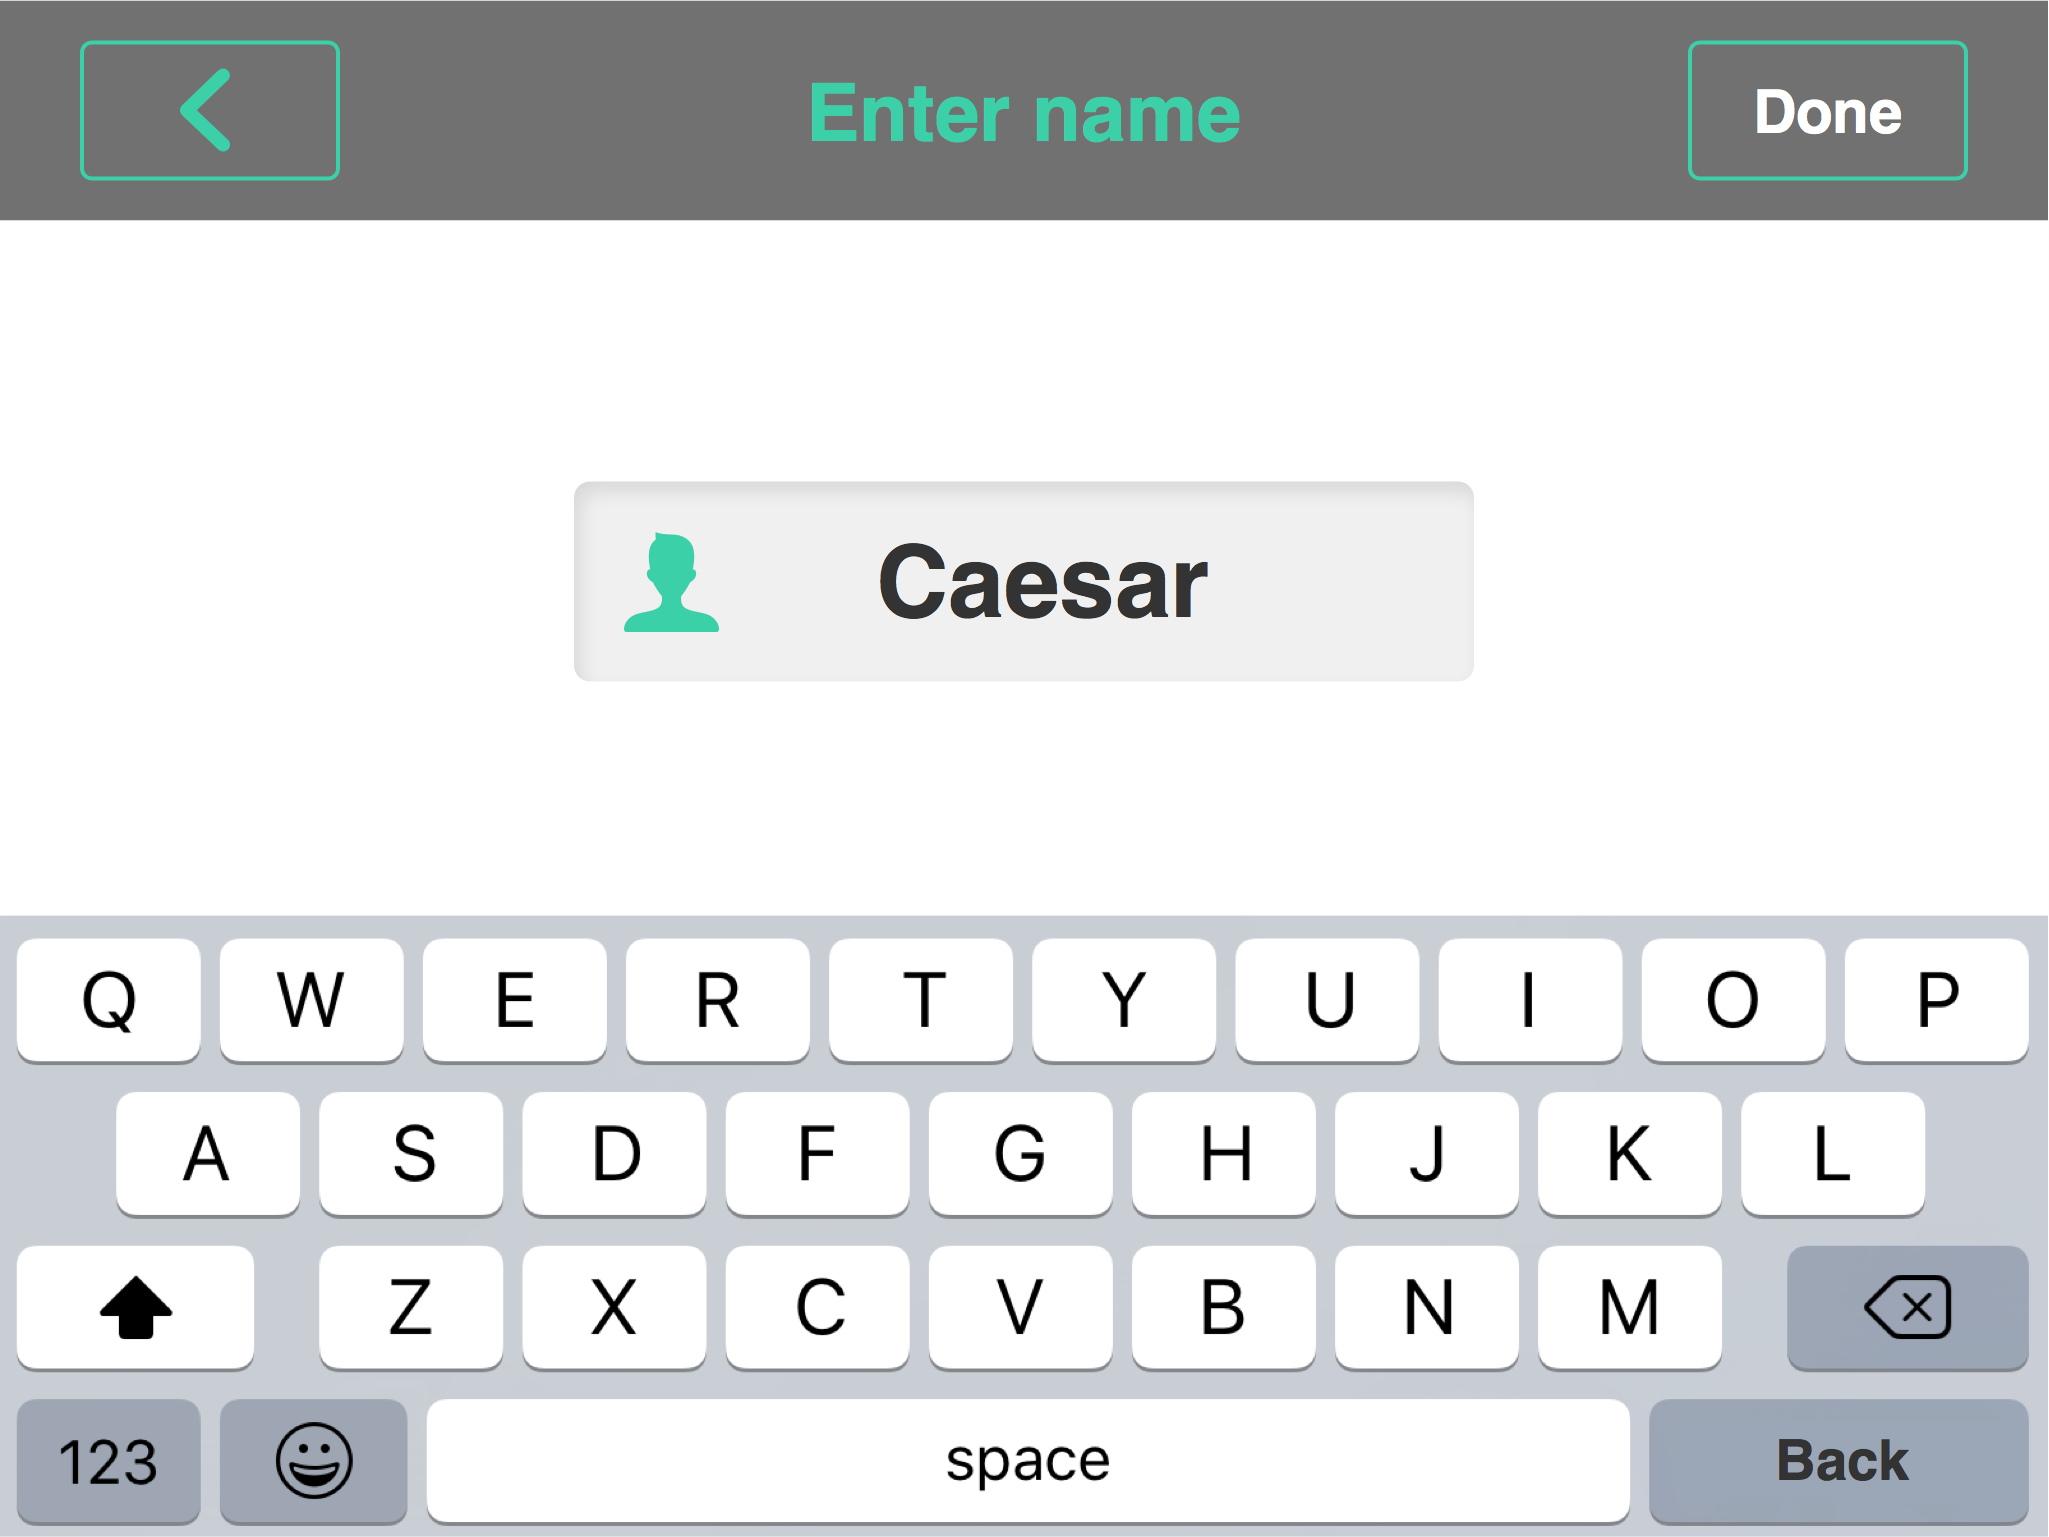 Enter name
Done
Caesar
Q W E R T Y U I O P
A S D F G H J K L
Z X C V B N M
123 space Back